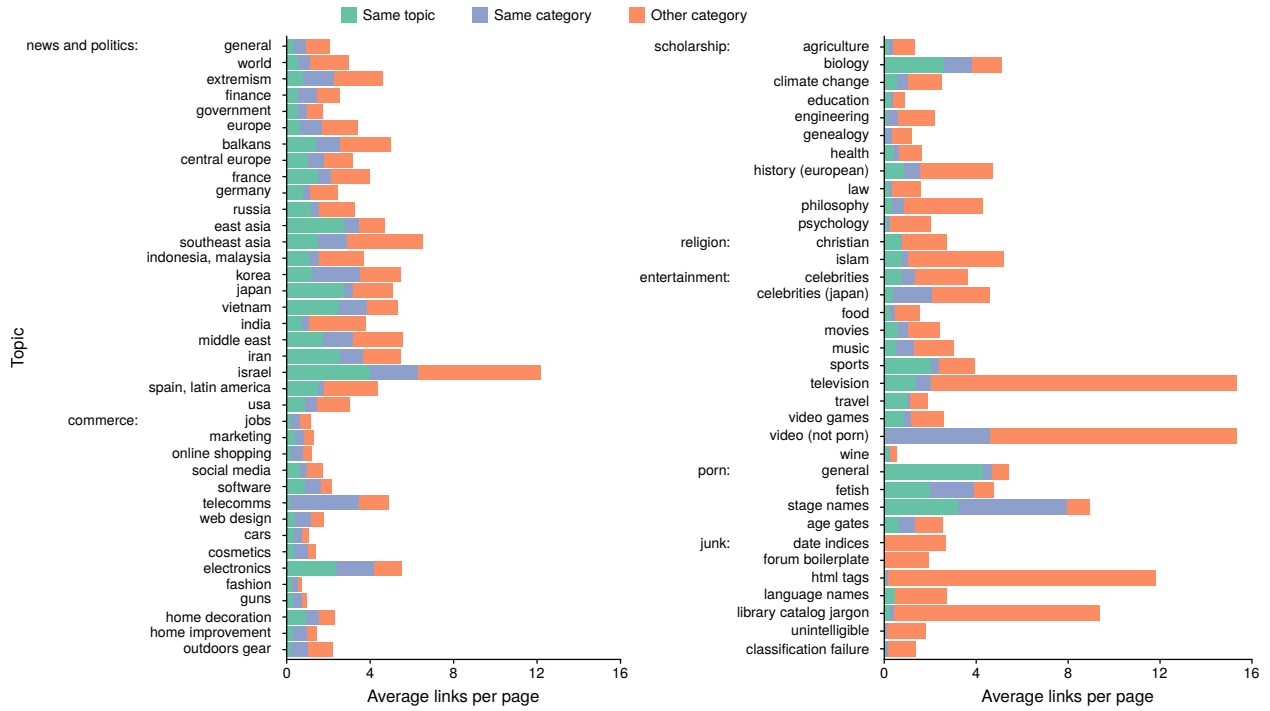 Same topic
Same category
Other category
Topic
news and politics:
general
world
extremism
finance
government
europe
balkans
central europe
france
germany
russia
east asia
southeast asia
indonesia, malaysia
korea
japan
vietnam
india
middle east
iran
israel
spain, latin america
usa
commerce:
jobs
marketing
online shopping
social media
software
telecomms
web design
cars
cosmetics
electronics
fashion
guns
home decoration
home improvement
outdoors gear
0 4 8 12 16
Average links per page
scholarship:
agriculture
biology
climate change
education
engineering
genealogy
health
history (european)
law
philosophy
psychology
religion:
christian
islam
entertainment:
celebrities
celebrities (japan)
food
movies
music
sports
television
travel
video games
video (not porn)
wine
porn:
general
fetish
stage names
age gates
junk:
date indices
forum boilerplate
html tags
language names
library catalog jargon
unintelligible
classification failure
0 4 8 12 16
Average links per page